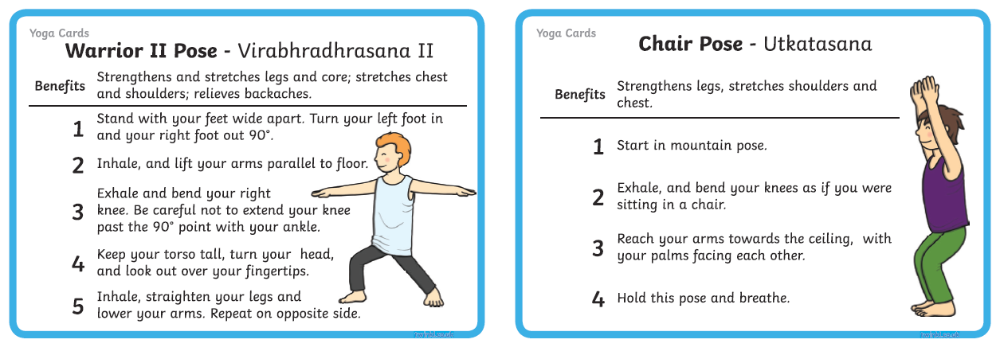 Yoga Cards
Warrior II Pose - Virabhradhrasana II
Benefits
Strengthens and stretches legs and core; stretches chest
and shoulders; relieves backaches.
1
Stand with your feet wide apart. Turn your left foot in
and your right foot out 90°.
2
Inhale, and lift your arms parallel to floor.
3
Exhale and bend your right
knee. Be careful not to extend your knee
past the 90° point with your ankle.
4
Keep your torso tall, turn your head,
and look out over your fingertips.
5
Inhale, straighten your legs and
lower your arms. Repeat on opposite side.
twinkl.co.uk
Yoga Cards
Chair Pose - Utkatasana
Benefits
Strengthens legs, stretches shoulders and
chest.
1
Start in mountain pose.
2
Exhale, and bend your knees as if you were
sitting in a chair.
3
Reach your arms towards the ceiling, with
your palms facing each other.
4
Hold this pose and breathe.
twinkl.co.uk